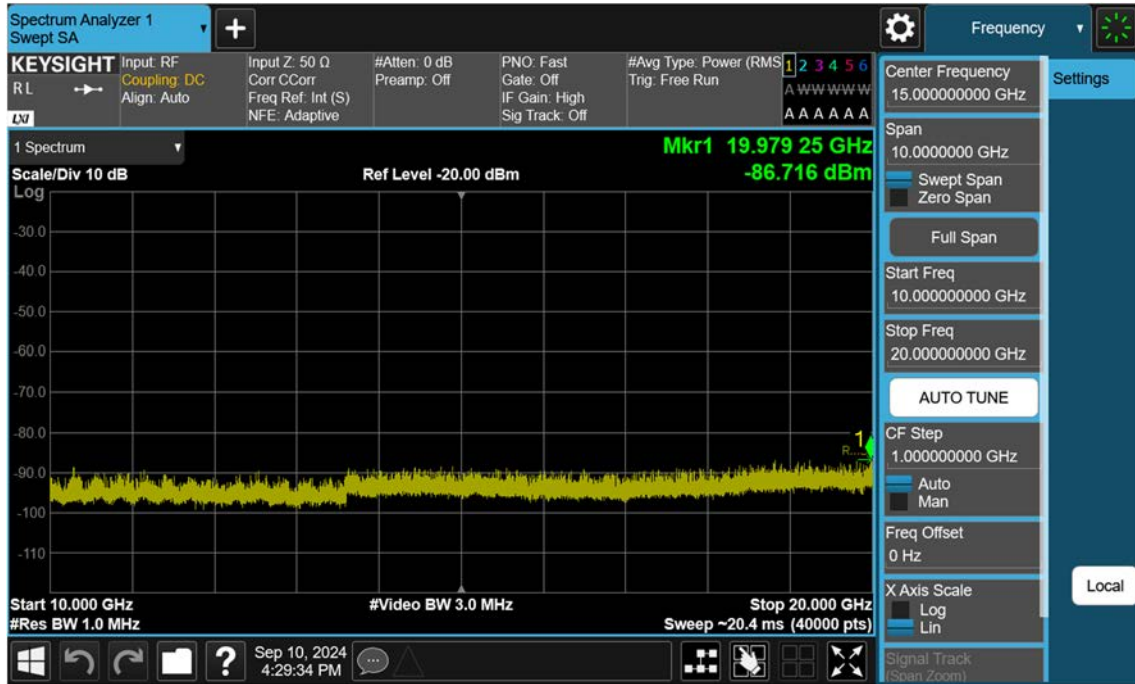 Spectrum Analyzer 1
Swept SA
Frequency
KEYSIGHT
R L
LXI
Input: RF
Coupling: DC
Align: Auto
Input Z: 50 Ω
Corr CCorr
Freq Ref: Int (S)
NFE: Adaptive
#Atten: 0 dB
Preamp: Off
PNO: Fast
Gate: Off
IF Gain: High
Sig Track: Off
#Avg Type: Power (RMS
Trig: Free Run
1 2 3 4 5 6
A W W W W W
A A A A A A
1 Spectrum
Mkr1 19.979 25 GHz
Scale/Div 10 dB
Ref Level -20.00 dBm
-86.716 dBm
Log
-30.0
-40.0
-50.0
-60.0
-70.0
-80.0
-90.0
-100
-110
1
Start 10.000 GHz
#Video BW 3.0 MHz
Stop 20.000 GHz
#Res BW 1.0 MHz
Sweep ~20.4 ms (40000 pts)
?
Sep 10, 2024
4:29:34 PM
Center Frequency
15.000000000 GHz
Span
10.0000000 GHz
Swept Span
Zero Span
Full Span
Start Freq
10.000000000 GHz
Stop Freq
20.000000000 GHz
AUTO TUNE
CF Step
1.000000000 GHz
Auto
Man
Freq Offset
0 Hz
X Axis Scale
Log
Lin
Signal Track
(Span Zoom)
Settings
Local